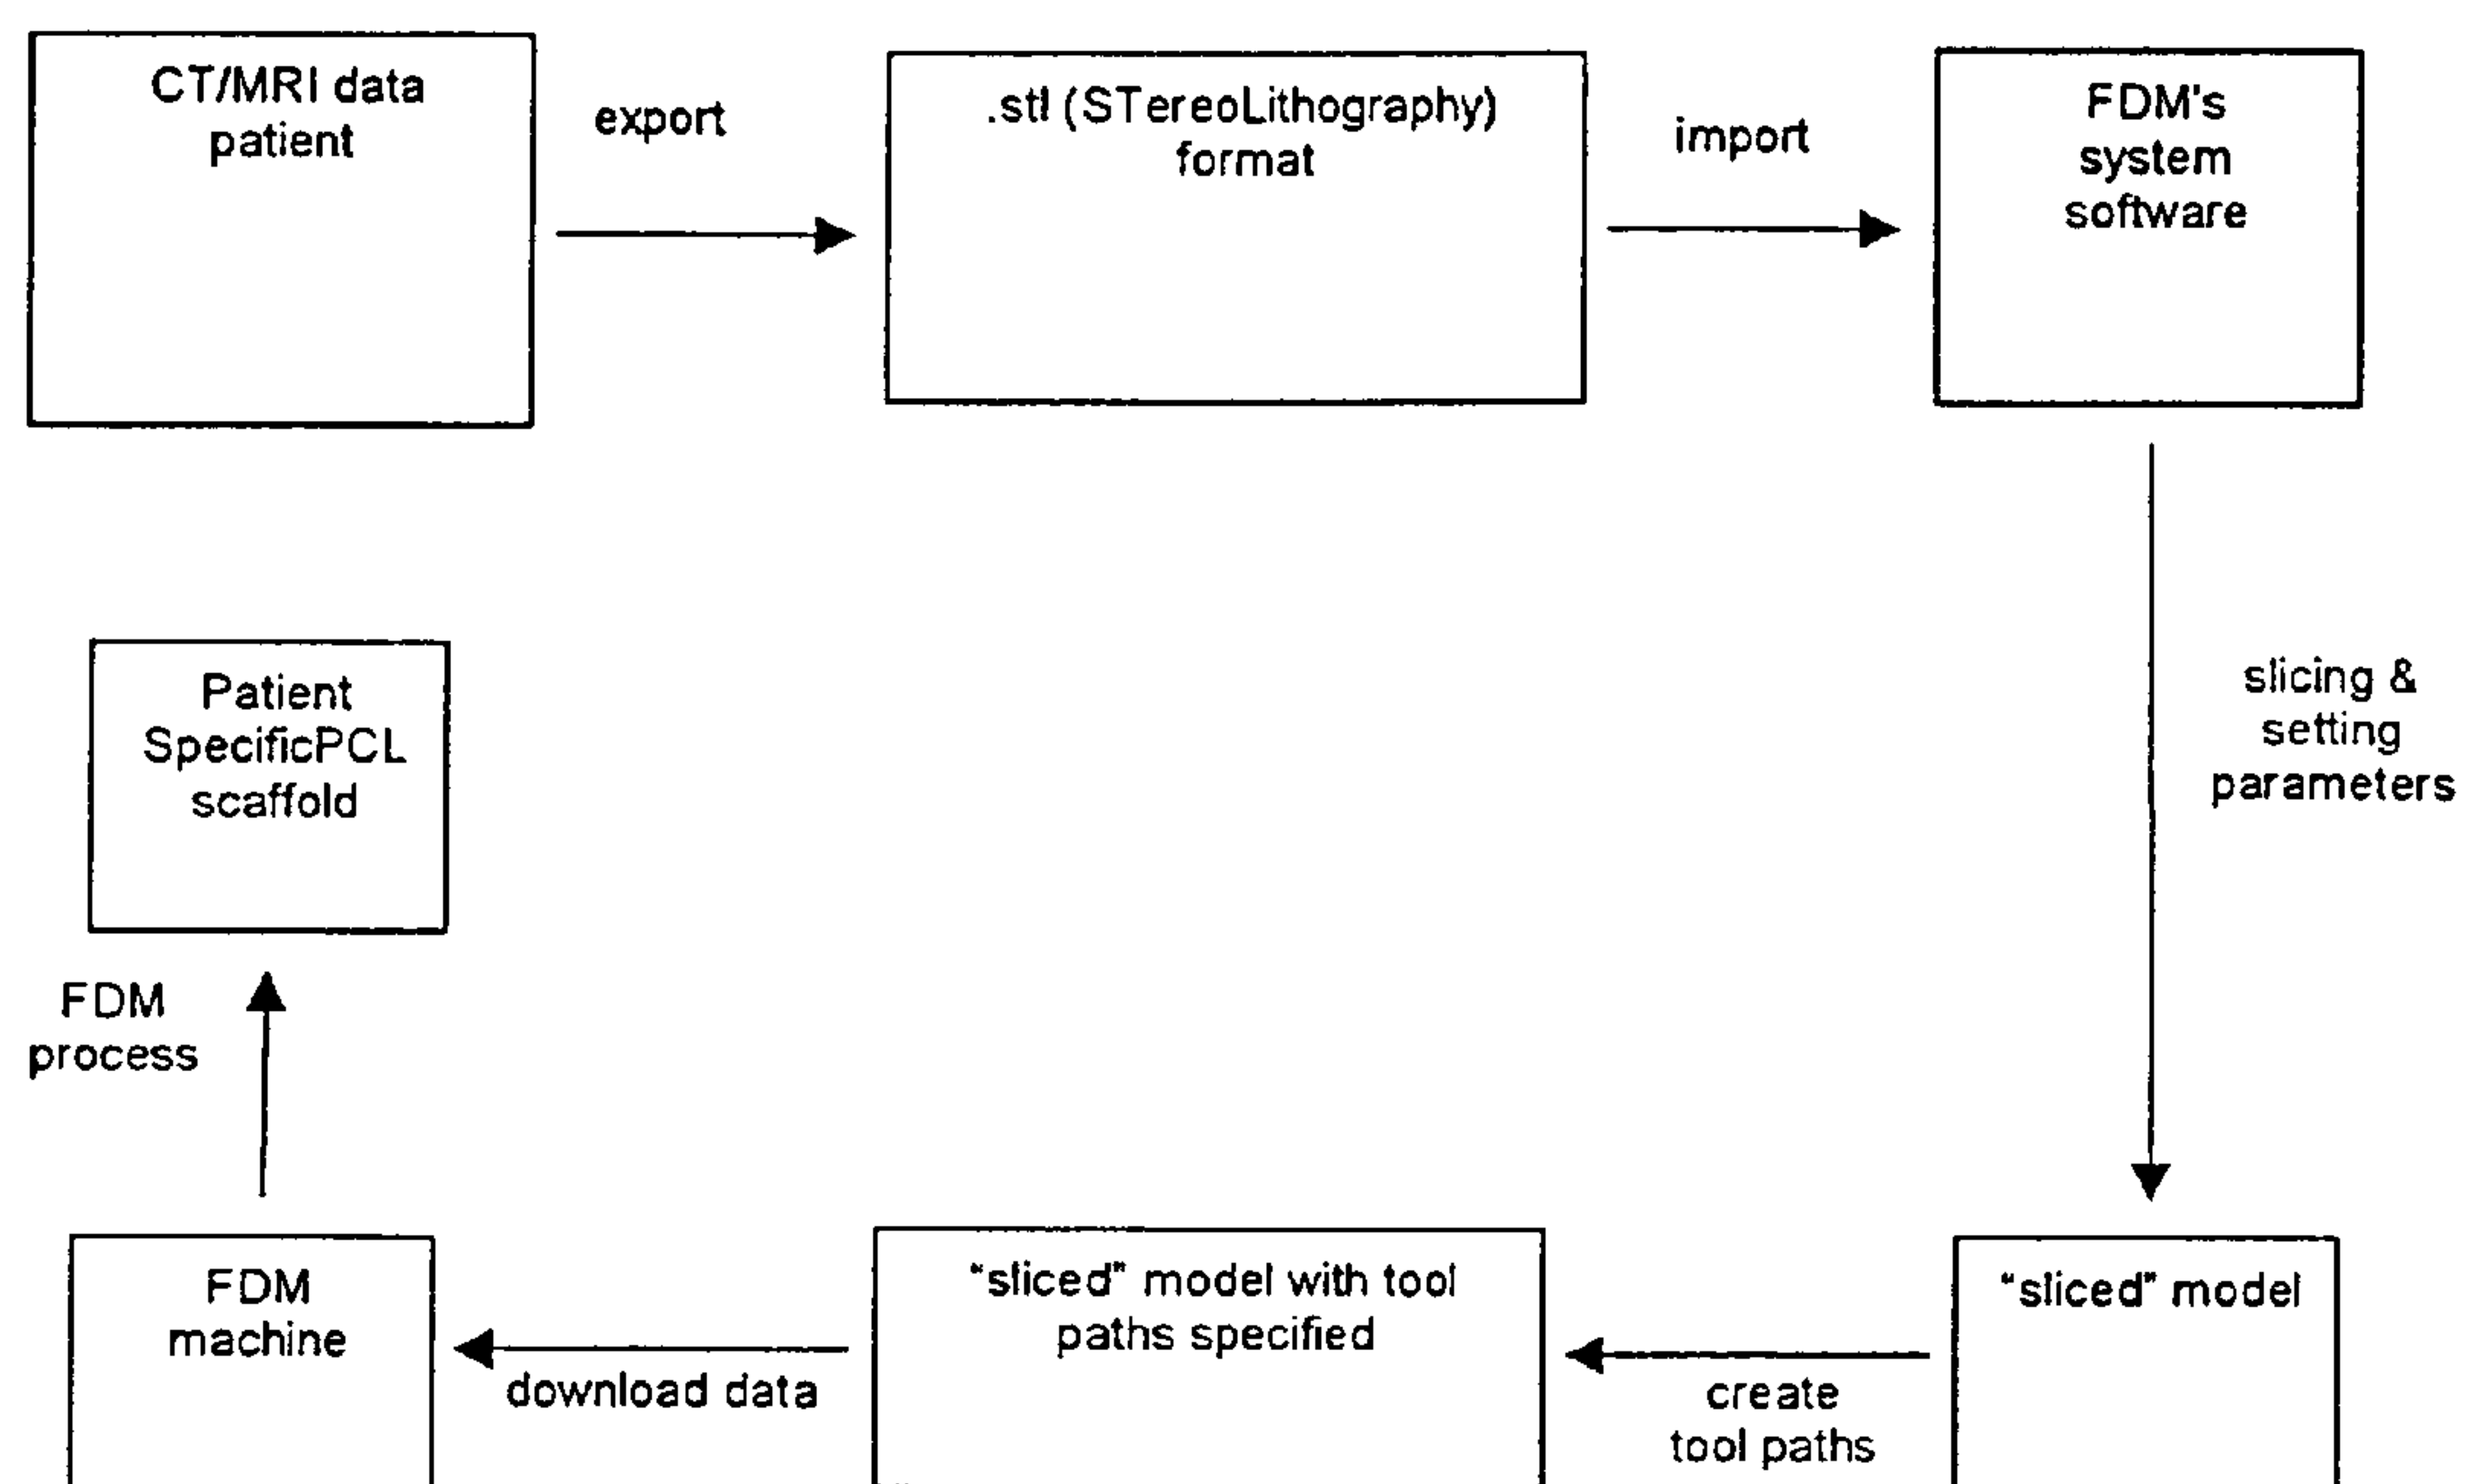 CT/MRI data
patient
export
.stl (STereoLithography)
format
import
FDM's
system
software
slicing &
setting
parameters
"sliced" model
create
tool paths
"sliced" model with tool
paths specified
download data
FDM
machine
FDM
process
Patient
SpecificPCL
scaffold